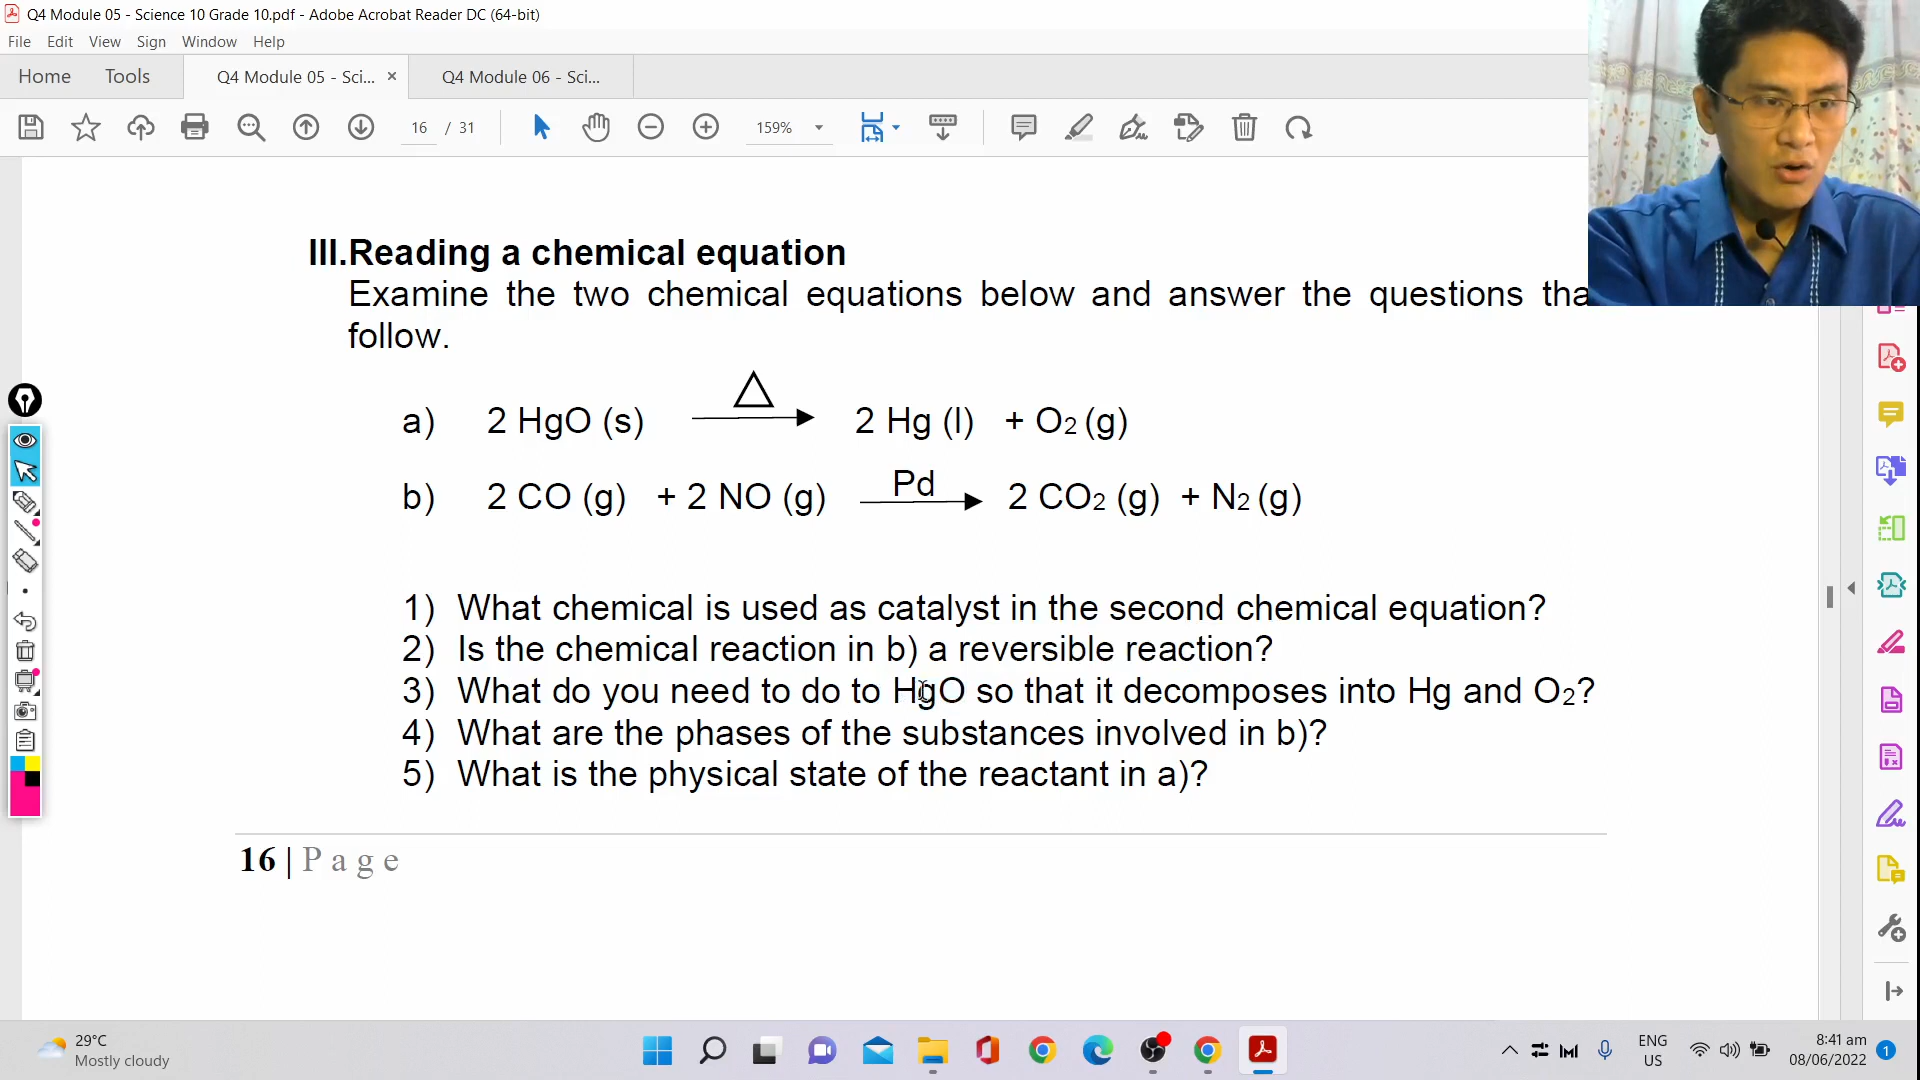 Q4 Module 05 - Science 10 Grade 10.pdf - Adobe Acrobat Reader DC (64-bit)
File Edit View Sign Window Help
Home Tools Q4 Module 05 - Sci... × Q4 Module 06 - Sci...
16 / 31 159%
III.Reading a chemical equation
Examine the two chemical equations below and answer the questions tha
follow.
a) 2 HgO (s) △ 2 Hg (l) + O2 (g)
b) 2 CO (g) + 2 NO (g) Pd 2 CO2 (g) + N2 (g)
1) What chemical is used as catalyst in the second chemical equation?
2) Is the chemical reaction in b) a reversible reaction?
3) What do you need to do to HgO so that it decomposes into Hg and O2?
4) What are the phases of the substances involved in b)?
5) What is the physical state of the reactant in a)?
16 | P a g e
29°C
Mostly cloudy
ENG
US
8:41 am
08/06/2022
1